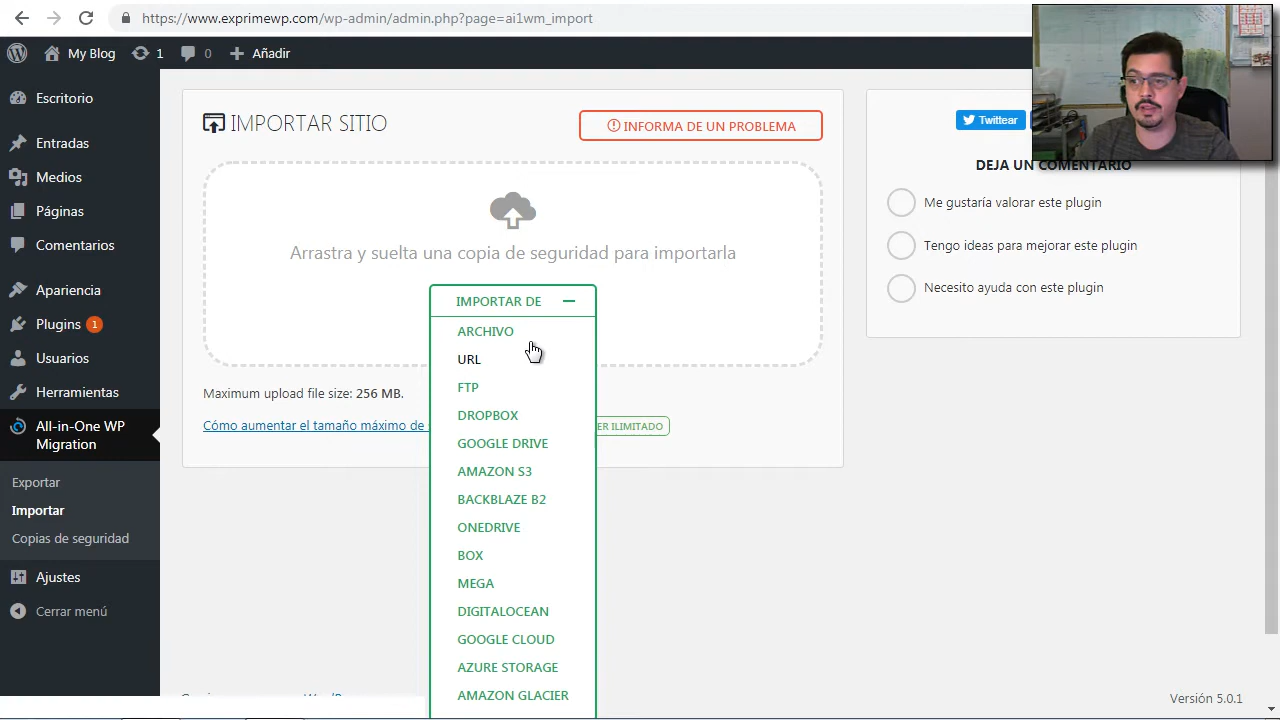 https://www.exprimewp.com/wp-admin/admin.php?page=ai1wm_import
My Blog
1
0
Añadir
Escritorio
Entradas
Medios
Páginas
Comentarios
Apariencia
Plugins 1
Usuarios
Herramientas
All-in-One WP
Migration
Exportar
Importar
Copias de seguridad
Ajustes
Cerrar menú
IMPORTAR SITIO
INFORMA DE UN PROBLEMA
Arrastra y suelta una copia de seguridad para importarla
IMPORTAR DE
ARCHIVO
URL
FTP
DROPBOX
GOOGLE DRIVE
AMAZON S3
BACKBLAZE B2
ONEDRIVE
BOX
MEGA
DIGITALOCEAN
GOOGLE CLOUD
AZURE STORAGE
AMAZON GLACIER
Maximum upload file size: 256 MB.
Cómo aumentar el tamaño máximo de
ER ILIMITADO
Twittear
DEJA UN COMENTARIO
Me gustaría valorar este plugin
Tengo ideas para mejorar este plugin
Necesito ayuda con este plugin
Versión 5.0.1